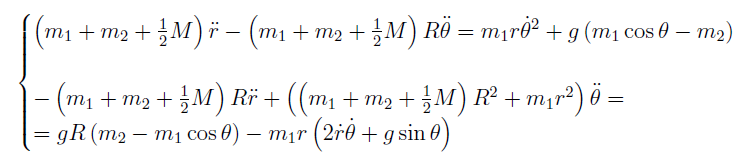 (m₁ + m₂ + ½M) r̈ − (m₁ + m₂ + ½M) Rθ̈ = m₁rθ̇² + g (m₁ cos θ − m₂)
− (m₁ + m₂ + ½M) Rr̈ + ((m₁ + m₂ + ½M) R² + m₁r²) θ̈ =
= gR (m₂ − m₁ cos θ) − m₁r (2ṙθ̇ + g sin θ)